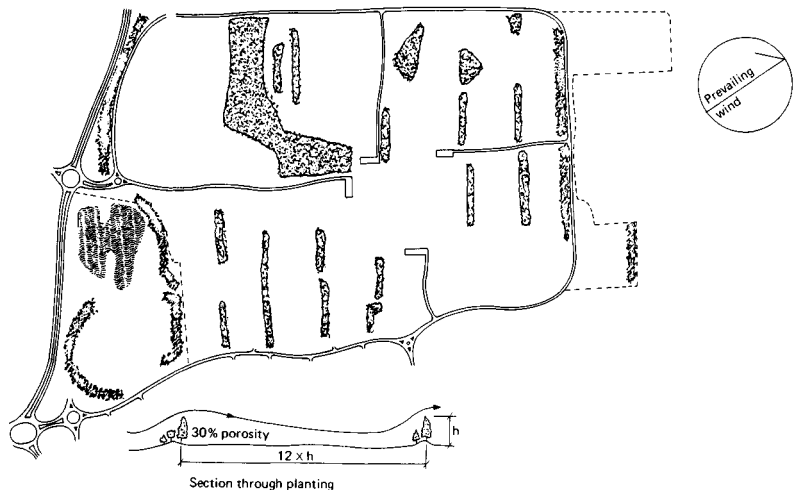 Prevailing
wind
30% porosity
h
12 × h
Section through planting